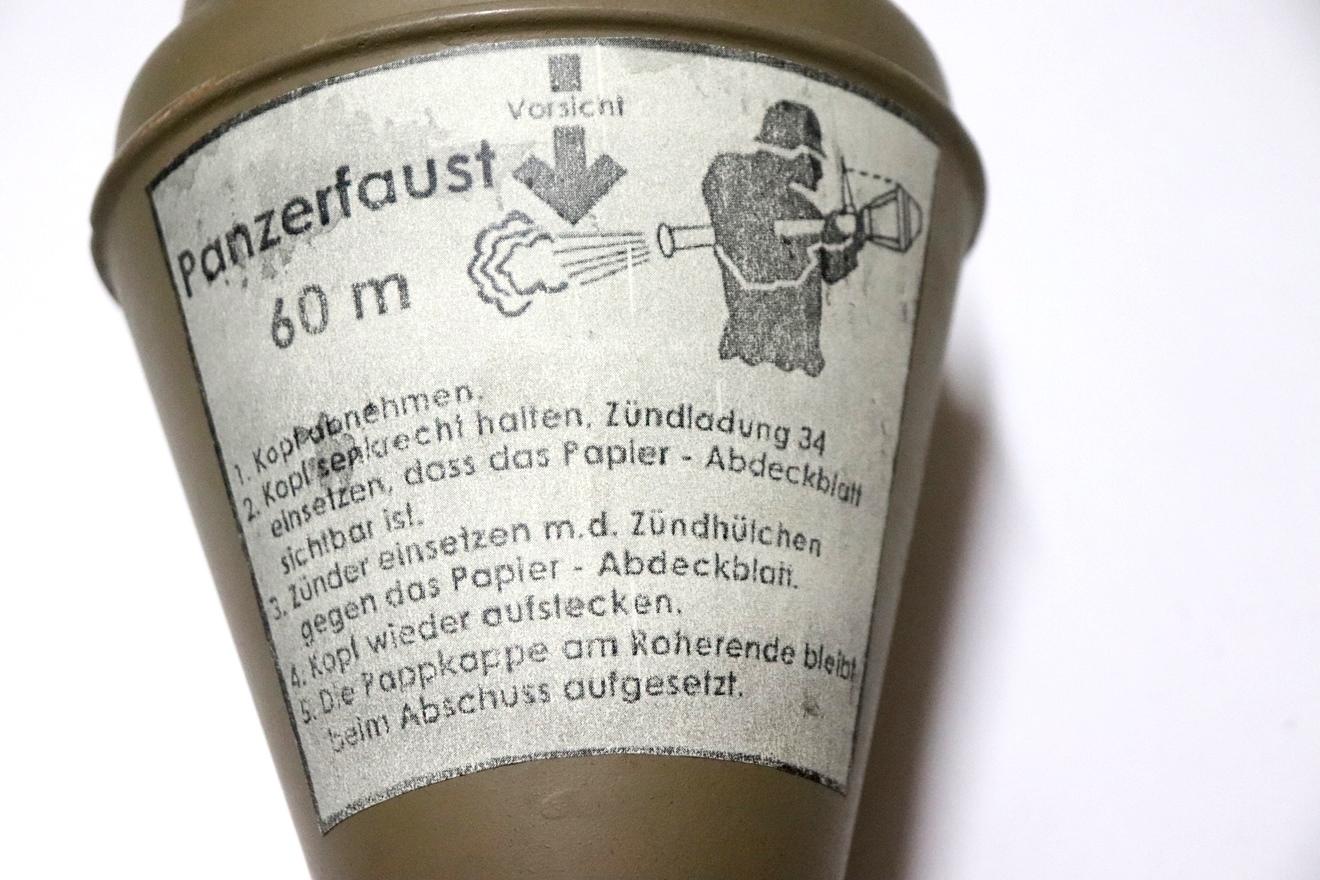 Vorsicht
Panzerfaust
60 m
1. Kopf abnehmen.
2. Kopf senkrecht halten, Zündladung 34
einsetzen, dass das Papier - Abdeckblatt
sichtbar ist.
3. Zünder einsetzen m.d. Zündhülchen
gegen das Papier - Abdeckblatt.
4. Kopf wieder aufstecken.
5. Die Pappkappe am Roherende bleibt
beim Abschuss aufgesetzt.